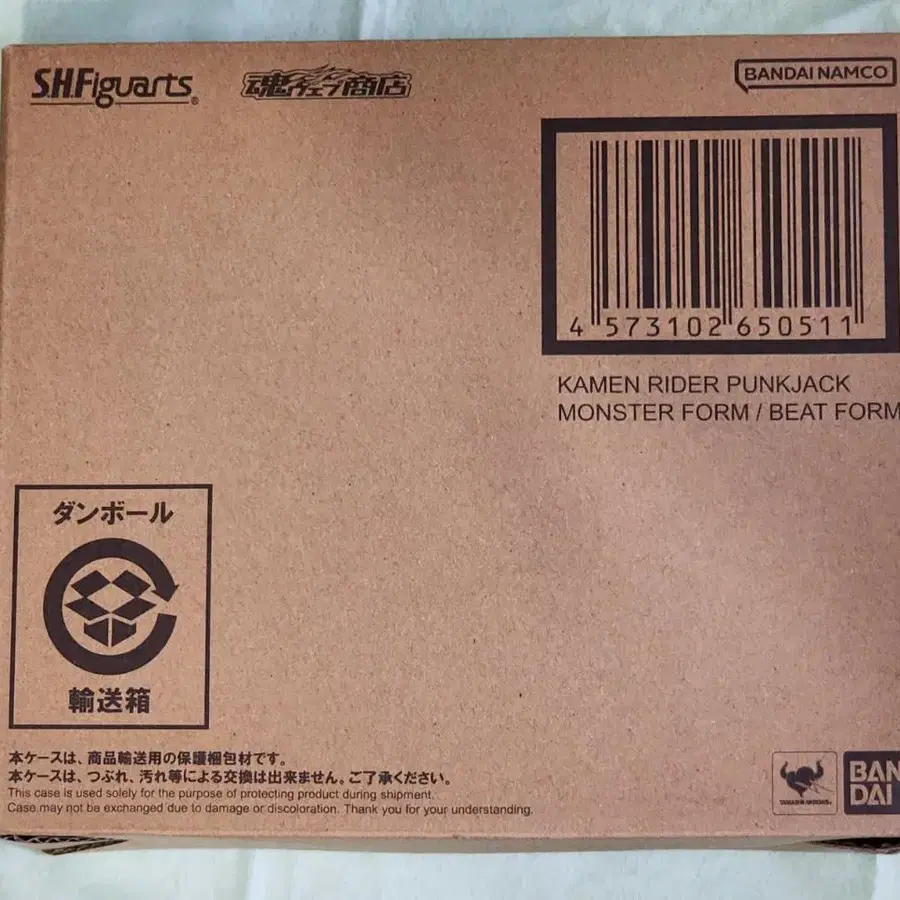 S.H.Figuarts®
魂ウェブ商店
BANDAI NAMCO
4 573102 650511
KAMEN RIDER PUNKJACK
MONSTER FORM / BEAT FORM
ダンボール
輸送箱
本ケースは、商品輸送用の保護梱包材です。
本ケースは、つぶれ、汚れ等による交換は出来ません。ご了承ください。
This case is used solely for the purpose of protecting product during shipment.
Case may not be exchanged due to damage or discoloration. Thank you for your understanding.
TAMASHII NATIONS
BAN
DAI